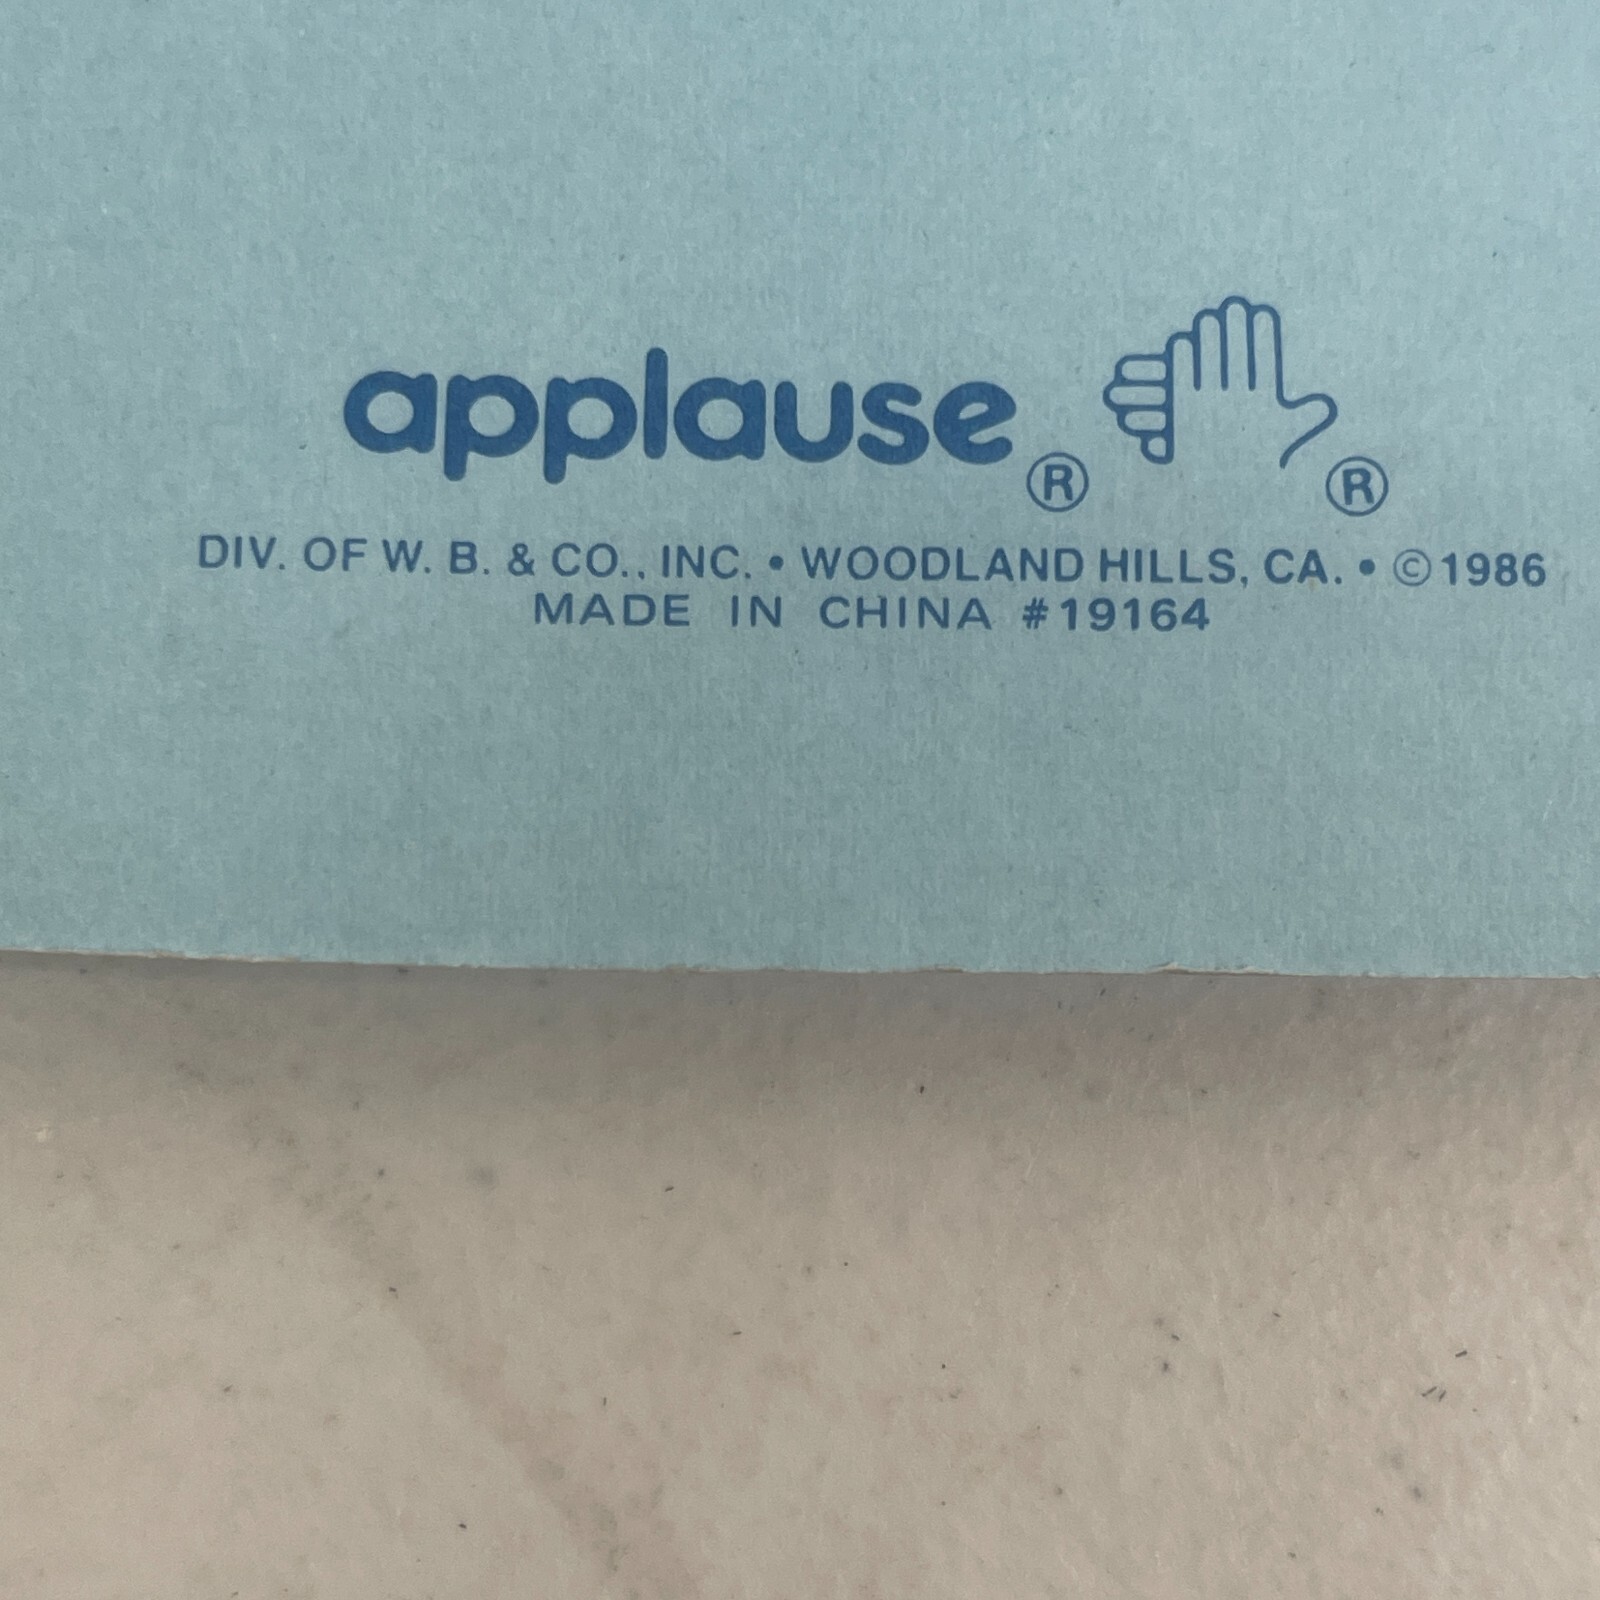 applause ® ®
DIV. OF W. B. & CO., INC. • WOODLAND HILLS, CA. • © 1986
MADE IN CHINA #19164